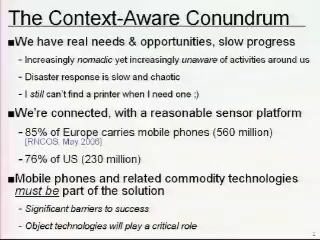 The Context-Aware Conundrum
■We have real needs & opportunities, slow progress
- Increasingly nomadic yet increasingly unaware of activities around us
- Disaster response is slow and chaotic
- I still can't find a printer when I need one ;)
■We're connected, with a reasonable sensor platform
- 85% of Europe carries mobile phones (560 million)
[RNCOS, May 2006]
- 76% of US (230 million)
■Mobile phones and related commodity technologies
must be part of the solution
- Significant barriers to success
- Object technologies will play a critical role